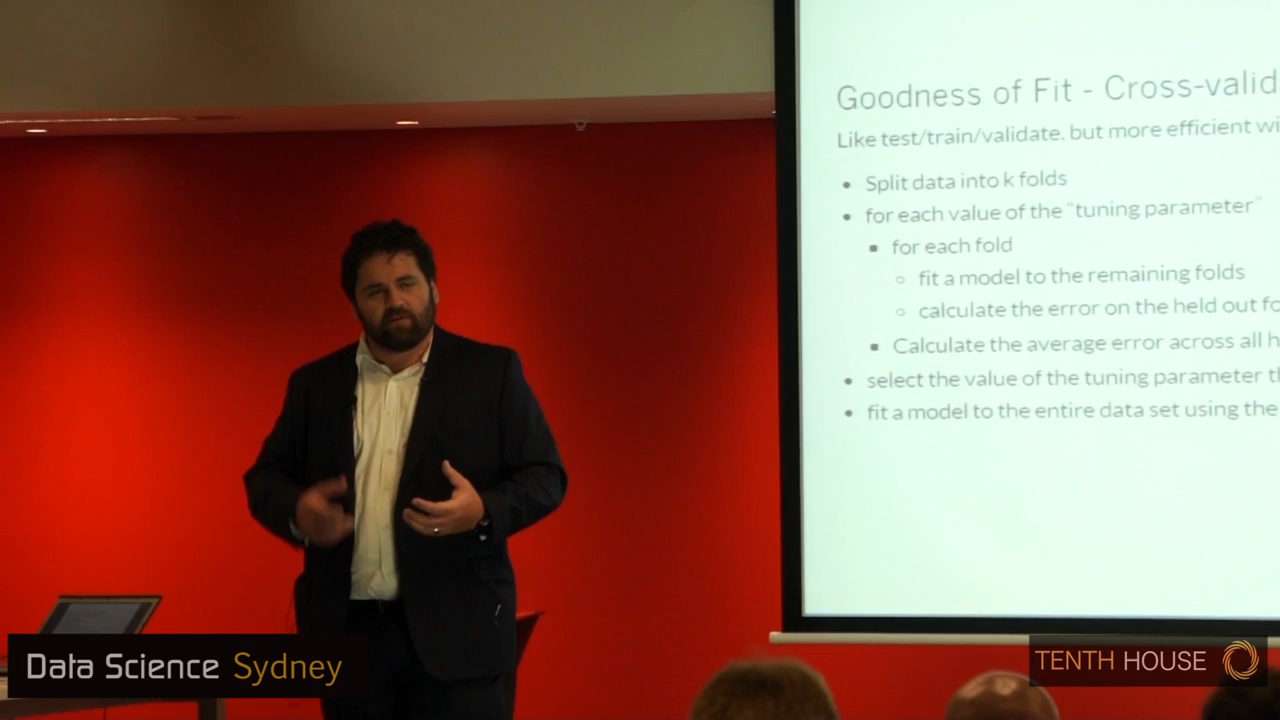 Goodness of Fit - Cross-valid
Like test/train/validate, but more efficient wi
• Split data into k folds
• for each value of the "tuning parameter"
▪ for each fold
○ fit a model to the remaining folds
○ calculate the error on the held out fo
▪ Calculate the average error across all h
• select the value of the tuning parameter th
• fit a model to the entire data set using the
Data Science Sydney
TENTH HOUSE